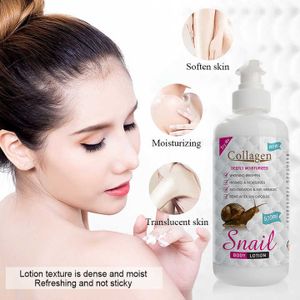 Soften skin
Moisturizing
Translucent skin
Lotion texture is dense and moist
Refreshing and not sticky
NEW
Collagen
DEEPLY MOISTURIZES
Snail
BODY LOTION